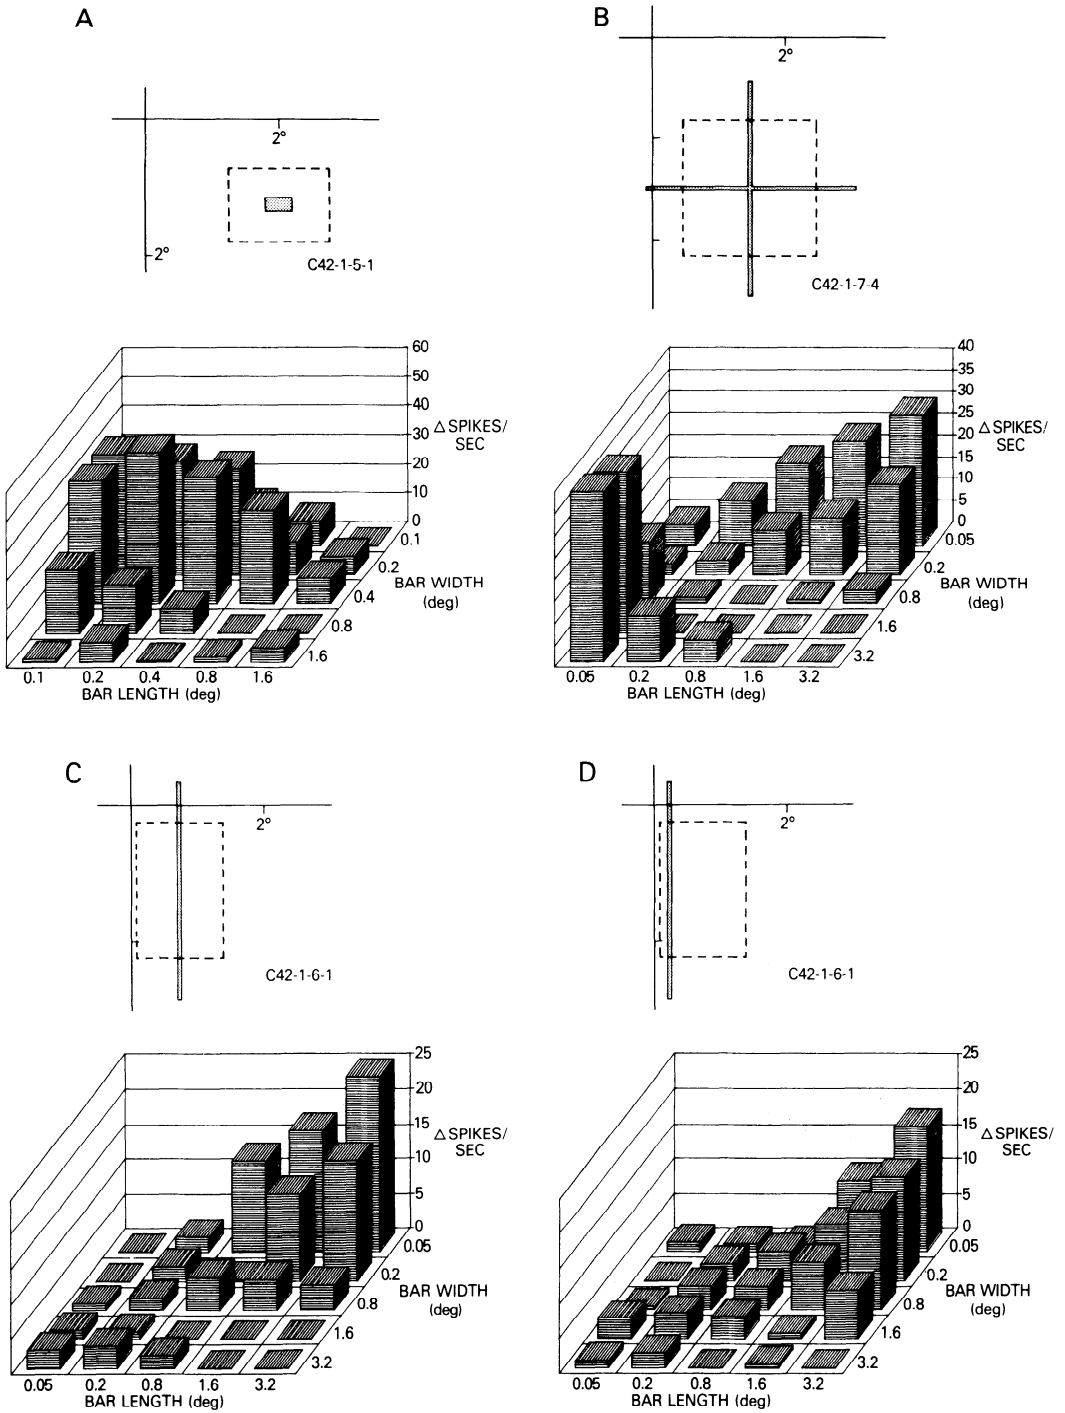 A
2°
2°
C42-1-5-1
60
50
40
30
20
10
0
△ SPIKES/
SEC
0.1
0.2
0.4
0.8
1.6
BAR WIDTH
(deg)
0.1 0.2 0.4 0.8 1.6
BAR LENGTH (deg)
B
2°
C42-1-7-4
40
35
30
25
20
15
10
5
0
△ SPIKES/
SEC
0.05
0.2
0.8
1.6
3.2
BAR WIDTH
(deg)
0.05 0.2 0.8 1.6 3.2
BAR LENGTH (deg)
C
2°
C42-1-6-1
25
20
15
10
5
0
△ SPIKES/
SEC
0.05
0.2
0.8
1.6
3.2
BAR WIDTH
(deg)
0.05 0.2 0.8 1.6 3.2
BAR LENGTH (deg)
D
2°
C42-1-6-1
25
20
15
10
5
0
△ SPIKES/
SEC
0.05
0.2
0.8
1.6
3.2
BAR WIDTH
(deg)
0.05 0.2 0.8 1.6 3.2
BAR LENGTH (deg)